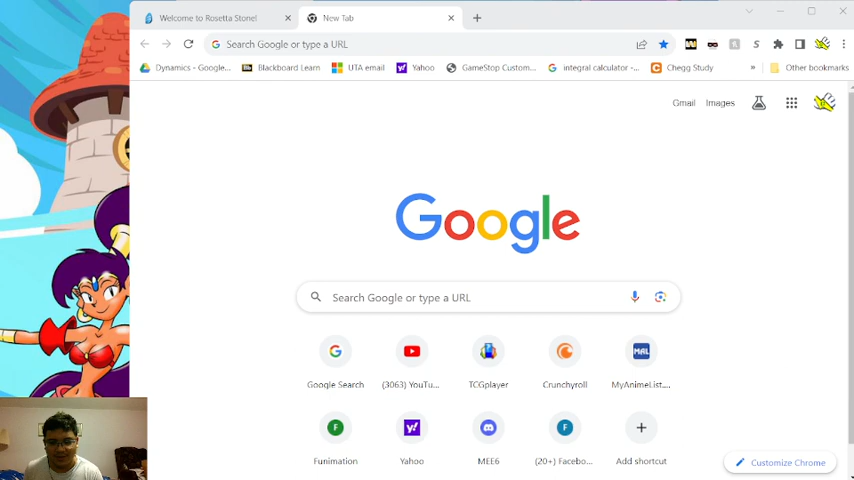 Welcome to Rosetta Stone!
New Tab
Search Google or type a URL
Dynamics - Google...
Blackboard Learn
UTA email
Yahoo
GameStop Custom...
integral calculator -...
Chegg Study
»
Other bookmarks
Gmail
Images
Google
Search Google or type a URL
Google Search
(3063) YouTu...
TCGplayer
Crunchyroll
MAL
MyAnimeList....
F
Funimation
Yahoo
MEE6
F
(20+) Facebo...
Add shortcut
Customize Chrome